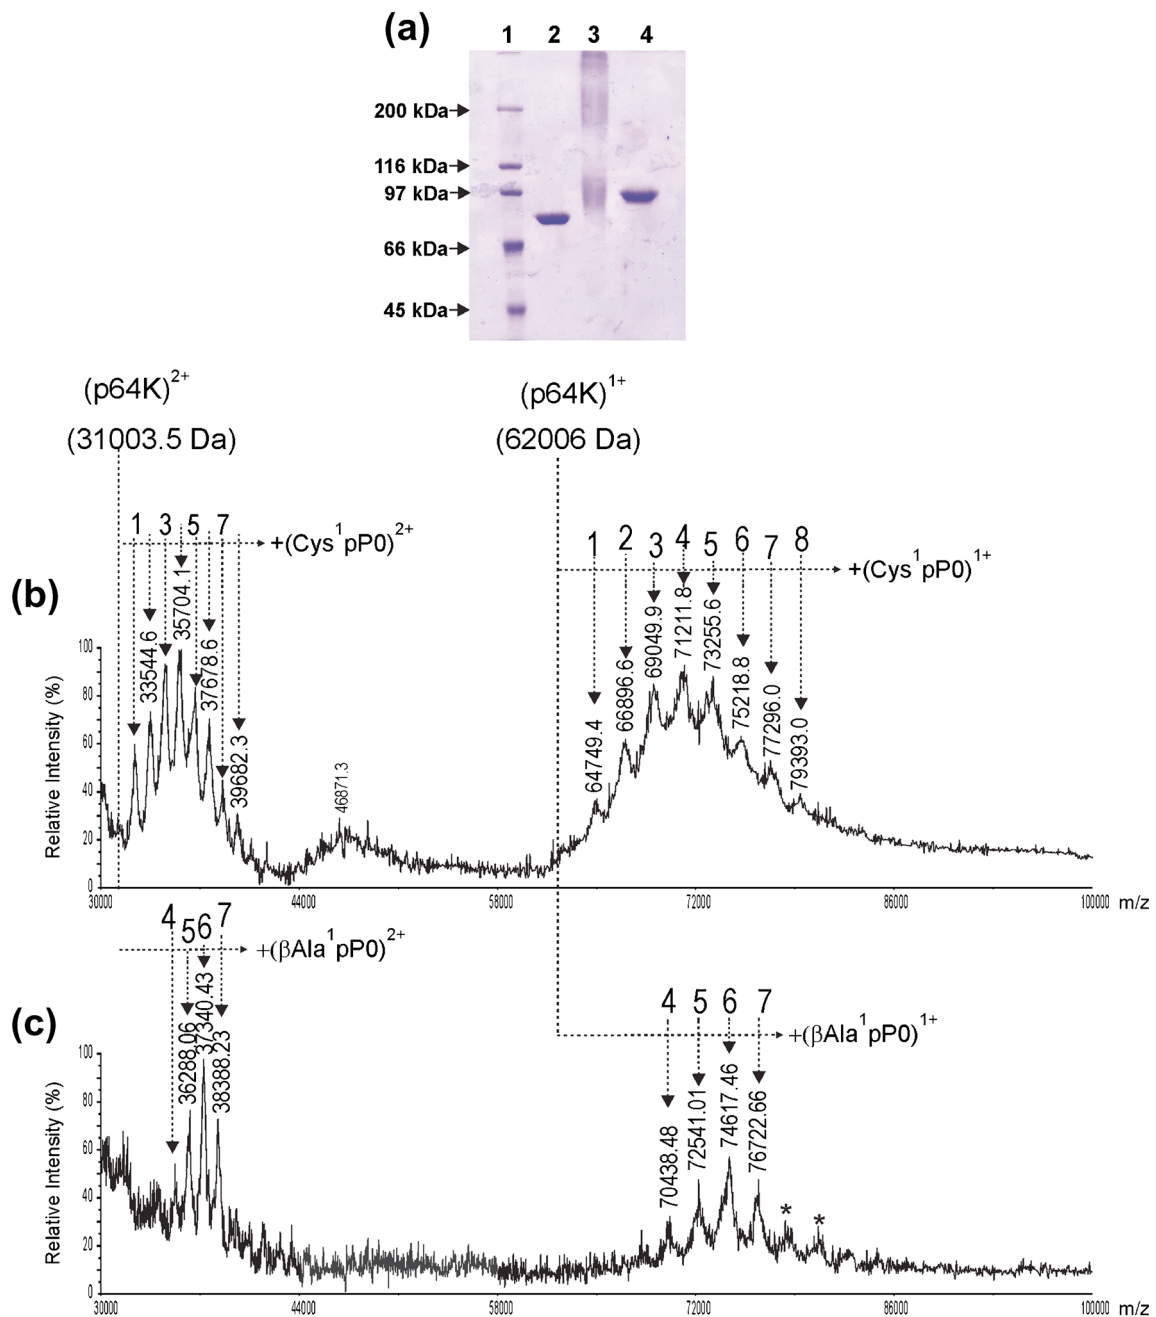 (a)
1 2 3 4
200 kDa
116 kDa
97 kDa
66 kDa
45 kDa
(p64K)²⁺
(31003.5 Da)
(p64K)¹⁺
(62006 Da)
1 3 5 7
+(Cys¹pP0)²⁺
1 2 3 4 5 6 7 8
+(Cys¹pP0)¹⁺
(b)
33544.6
35704.1
37678.6
39682.3
46871.3
64749.4
66896.6
69049.9
71211.8
73255.6
75218.8
77296.0
79393.0
Relative Intensity (%)
100
80
60
40
20
0
30000 44000 58000 72000 86000 100000 m/z
4 5 6 7
+(βAla¹pP0)²⁺
4 5 6 7
+(βAla¹pP0)¹⁺
(c)
36288.06
37340.43
38388.23
70438.48
72541.01
74617.46
76722.66
* *
Relative Intensity (%)
100
80
60
40
20
0
30000 44000 58000 72000 86000 100000 m/z